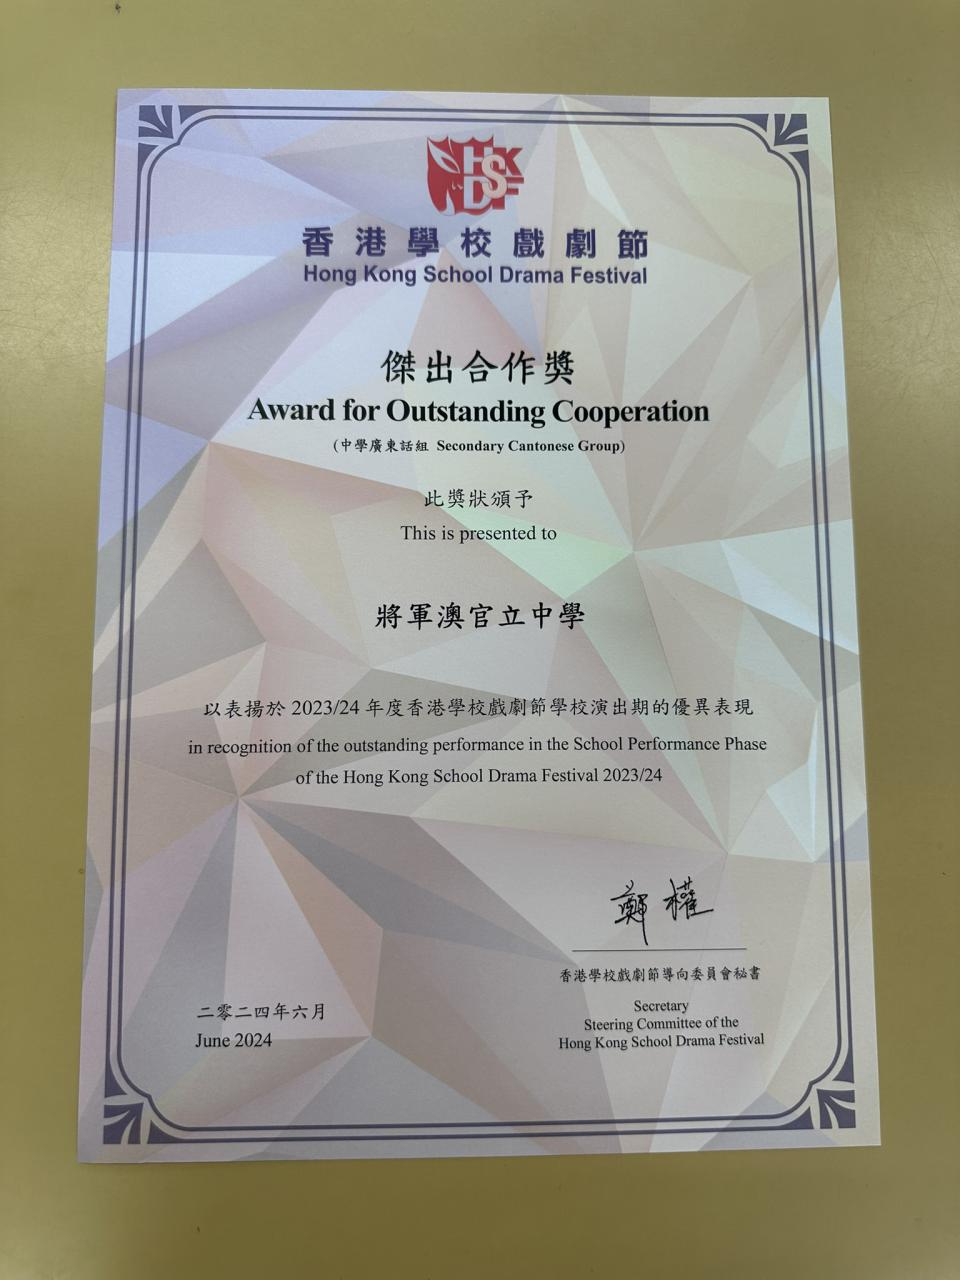 HKSDF
香港學校戲劇節
Hong Kong School Drama Festival
傑出合作獎
Award for Outstanding Cooperation
(中學廣東話組 Secondary Cantonese Group)
此獎狀頒予
This is presented to
將軍澳官立中學
以表揚於 2023/24 年度香港學校戲劇節學校演出期的優異表現
in recognition of the outstanding performance in the School Performance Phase
of the Hong Kong School Drama Festival 2023/24
鄭權
香港學校戲劇節導向委員會秘書
Secretary
Steering Committee of the
Hong Kong School Drama Festival
二零二四年六月
June 2024